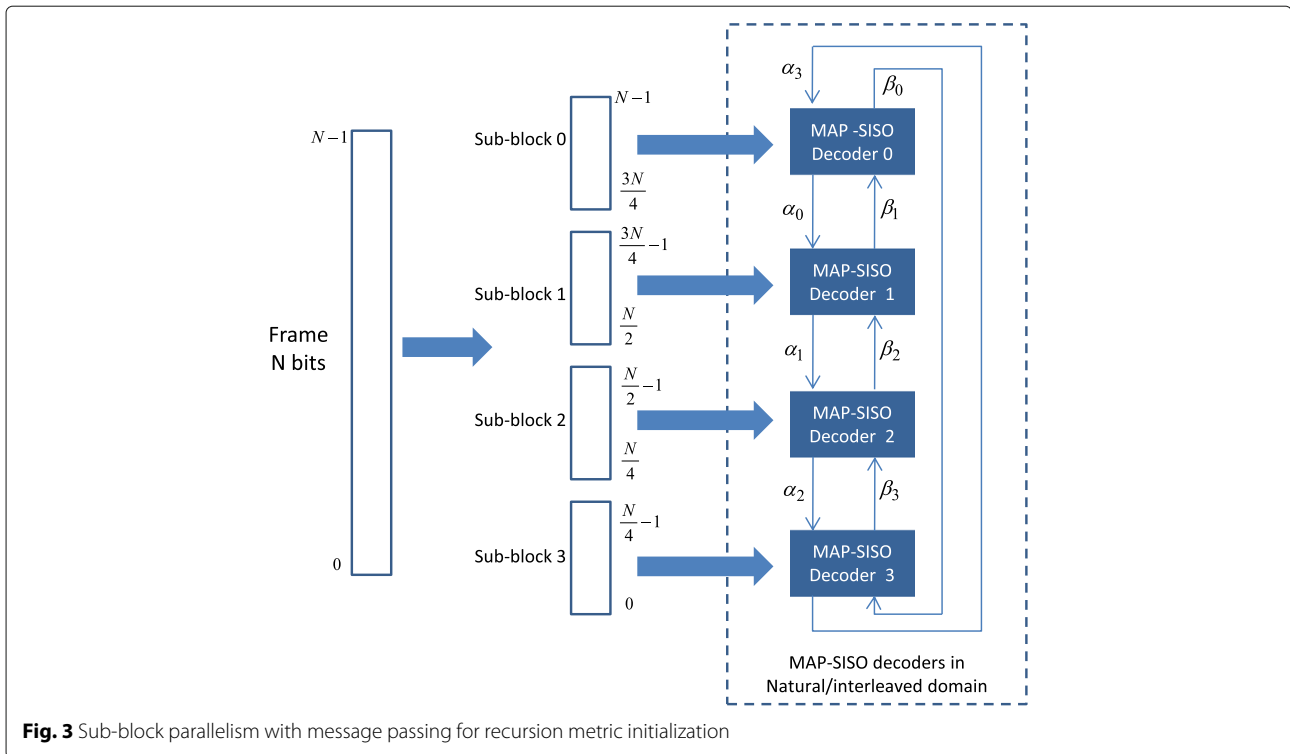 N−1
Frame
N bits
0
Sub-block 0
N−1
3N/4
Sub-block 1
3N/4 −1
N/2
Sub-block 2
N/2 −1
N/4
Sub-block 3
N/4 −1
0
α3
β0
MAP -SISO
Decoder 0
α0
β1
MAP-SISO
Decoder 1
α1
β2
MAP-SISO
Decoder 2
α2
β3
MAP-SISO
Decoder 3
MAP-SISO decoders in
Natural/interleaved domain
Fig. 3 Sub-block parallelism with message passing for recursion metric initialization